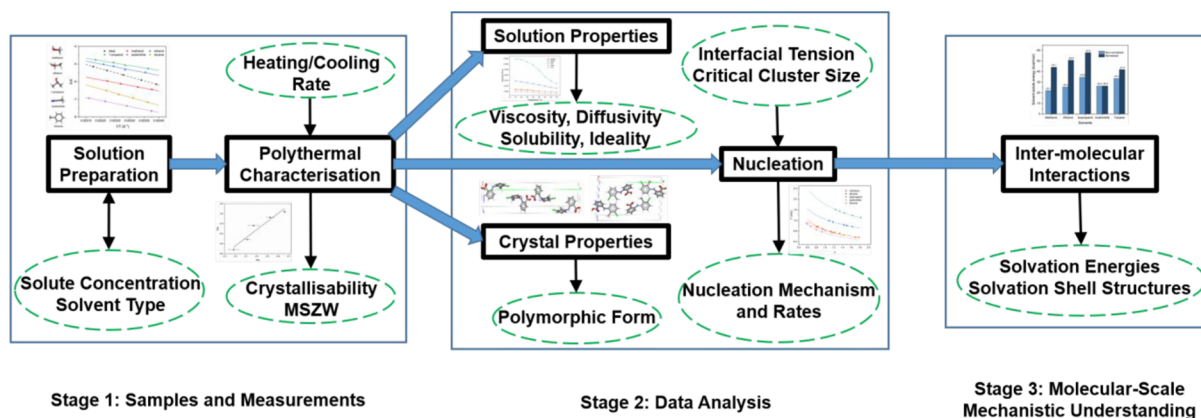 Heating/Cooling
Rate
Solution
Preparation
Polythermal
Characterisation
Solute Concentration
Solvent Type
Crystallisability
MSZW
Stage 1: Samples and Measurements
Solution Properties
Viscosity, Diffusivity
Solubility, Ideality
Crystal Properties
Polymorphic Form
Interfacial Tension
Critical Cluster Size
Nucleation
Nucleation Mechanism
and Rates
Stage 2: Data Analysis
Inter-molecular
Interactions
Solvation Energies
Solvation Shell Structures
Stage 3: Molecular-Scale
Mechanistic Understanding